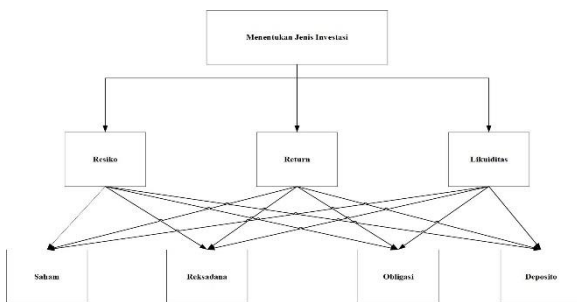 Menentukan Jenis Investasi
Resiko
Return
Likuiditas
Saham
Reksadana
Obligasi
Deposito